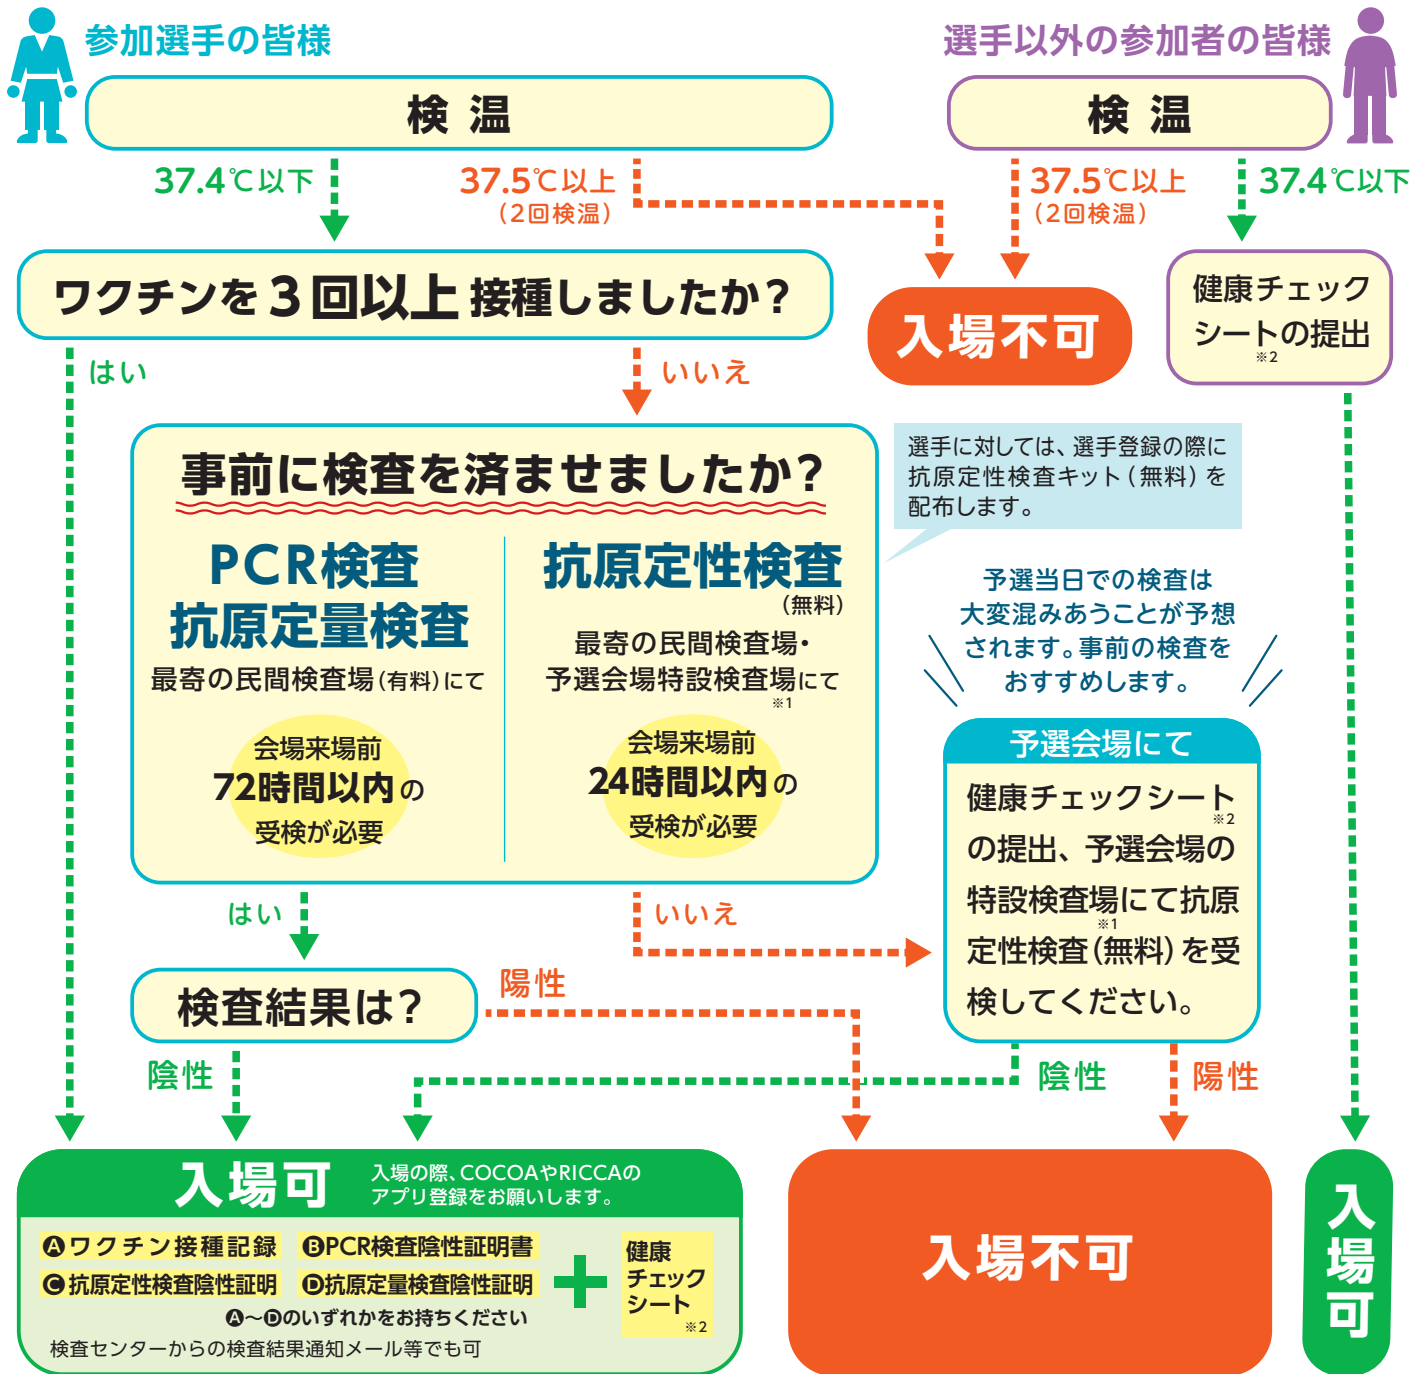 参加選手の皆様
選手以外の参加者の皆様
検 温
検 温
37.4℃以下
37.5℃以上
(2回検温)
37.5℃以上
(2回検温)
37.4℃以下
ワクチンを3回以上接種しましたか?
入場不可
健康チェック
シートの提出
※2
はい
いいえ
事前に検査を済ませましたか?
選手に対しては、選手登録の際に
抗原定性検査キット(無料)を
配布します。
PCR検査
抗原定量検査
最寄の民間検査場(有料)にて
会場来場前
72時間以内の
受検が必要
抗原定性検査
(無料)
最寄の民間検査場・
予選会場特設検査場にて
※1
会場来場前
24時間以内の
受検が必要
予選当日での検査は
大変混みあうことが予想
されます。事前の検査を
おすすめします。
予選会場にて
健康チェックシート
※2
の提出、予選会場の
特設検査場にて抗原
※1
定性検査(無料)を受
検してください。
はい
いいえ
検査結果は?
陽性
陰性
陰性
陽性
入場可
入場の際、COCOAやRICCAの
アプリ登録をお願いします。
Aワクチン接種記録
BPCR検査陰性証明書
C抗原定性検査陰性証明
D抗原定量検査陰性証明
A〜Dのいずれかをお持ちください
検査センターからの検査結果通知メール等でも可
+
健康
チェック
シート
※2
入場不可
入場可